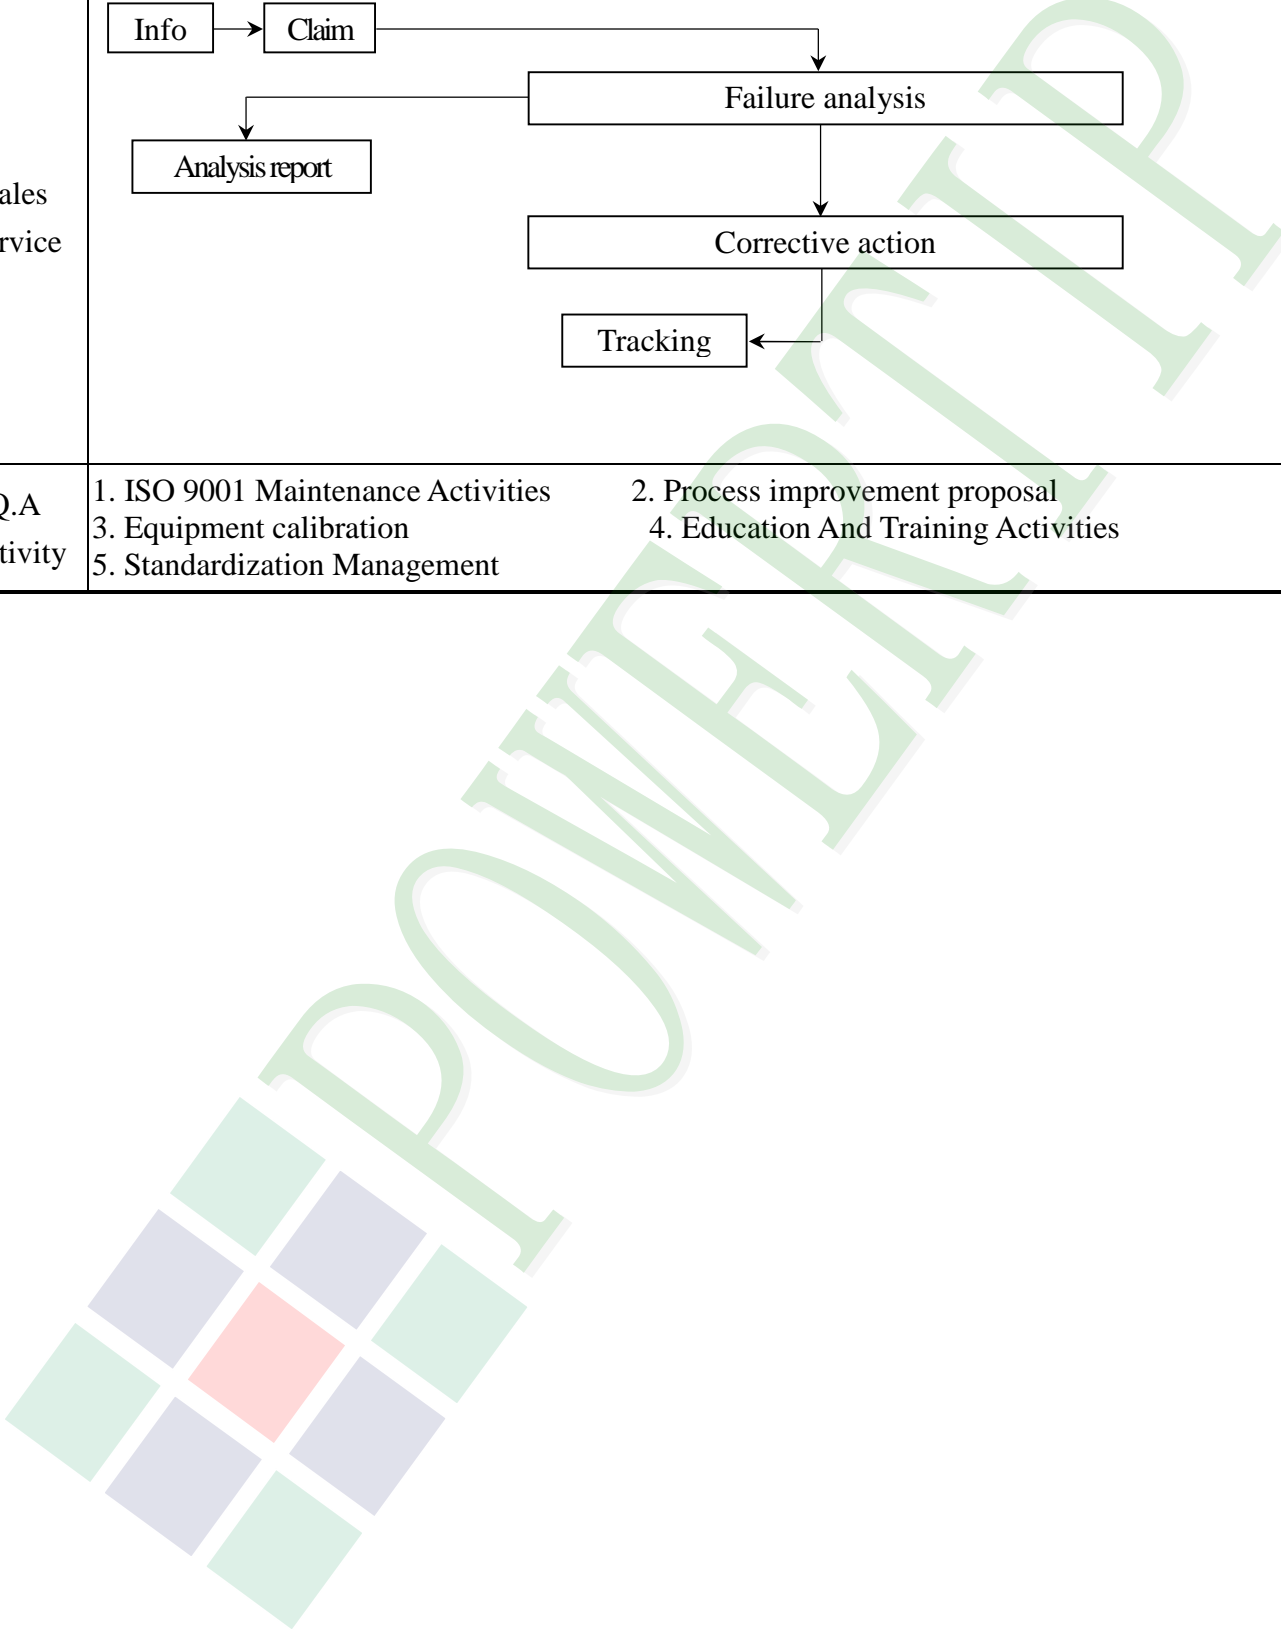 Info Claim
Failure analysis
Analysis report
ales
rvice
Corrective action
Tracking
Q.A
tivity
1. ISO 9001 Maintenance Activities 2. Process improvement proposal
3. Equipment calibration 4. Education And Training Activities
5. Standardization Management
POWERTIP